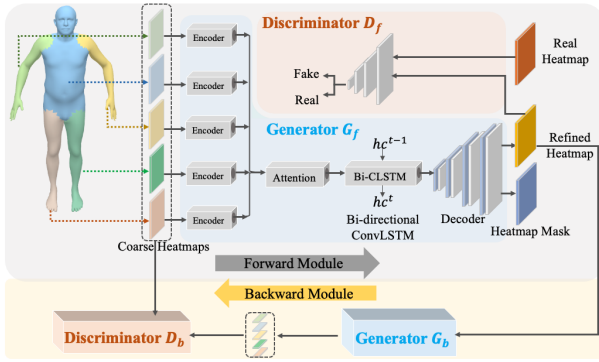 Discriminator D_f
Real
Heatmap
Encoder
Fake
Real
Encoder
Encoder
Generator G_f
hc^{t-1}
Refined
Heatmap
Encoder
Attention
Bi-CLSTM
hc^t
Encoder
Bi-directional
ConvLSTM
Decoder
Heatmap Mask
Coarse Heatmaps
Forward Module
Backward Module
Discriminator D_b
Generator G_b